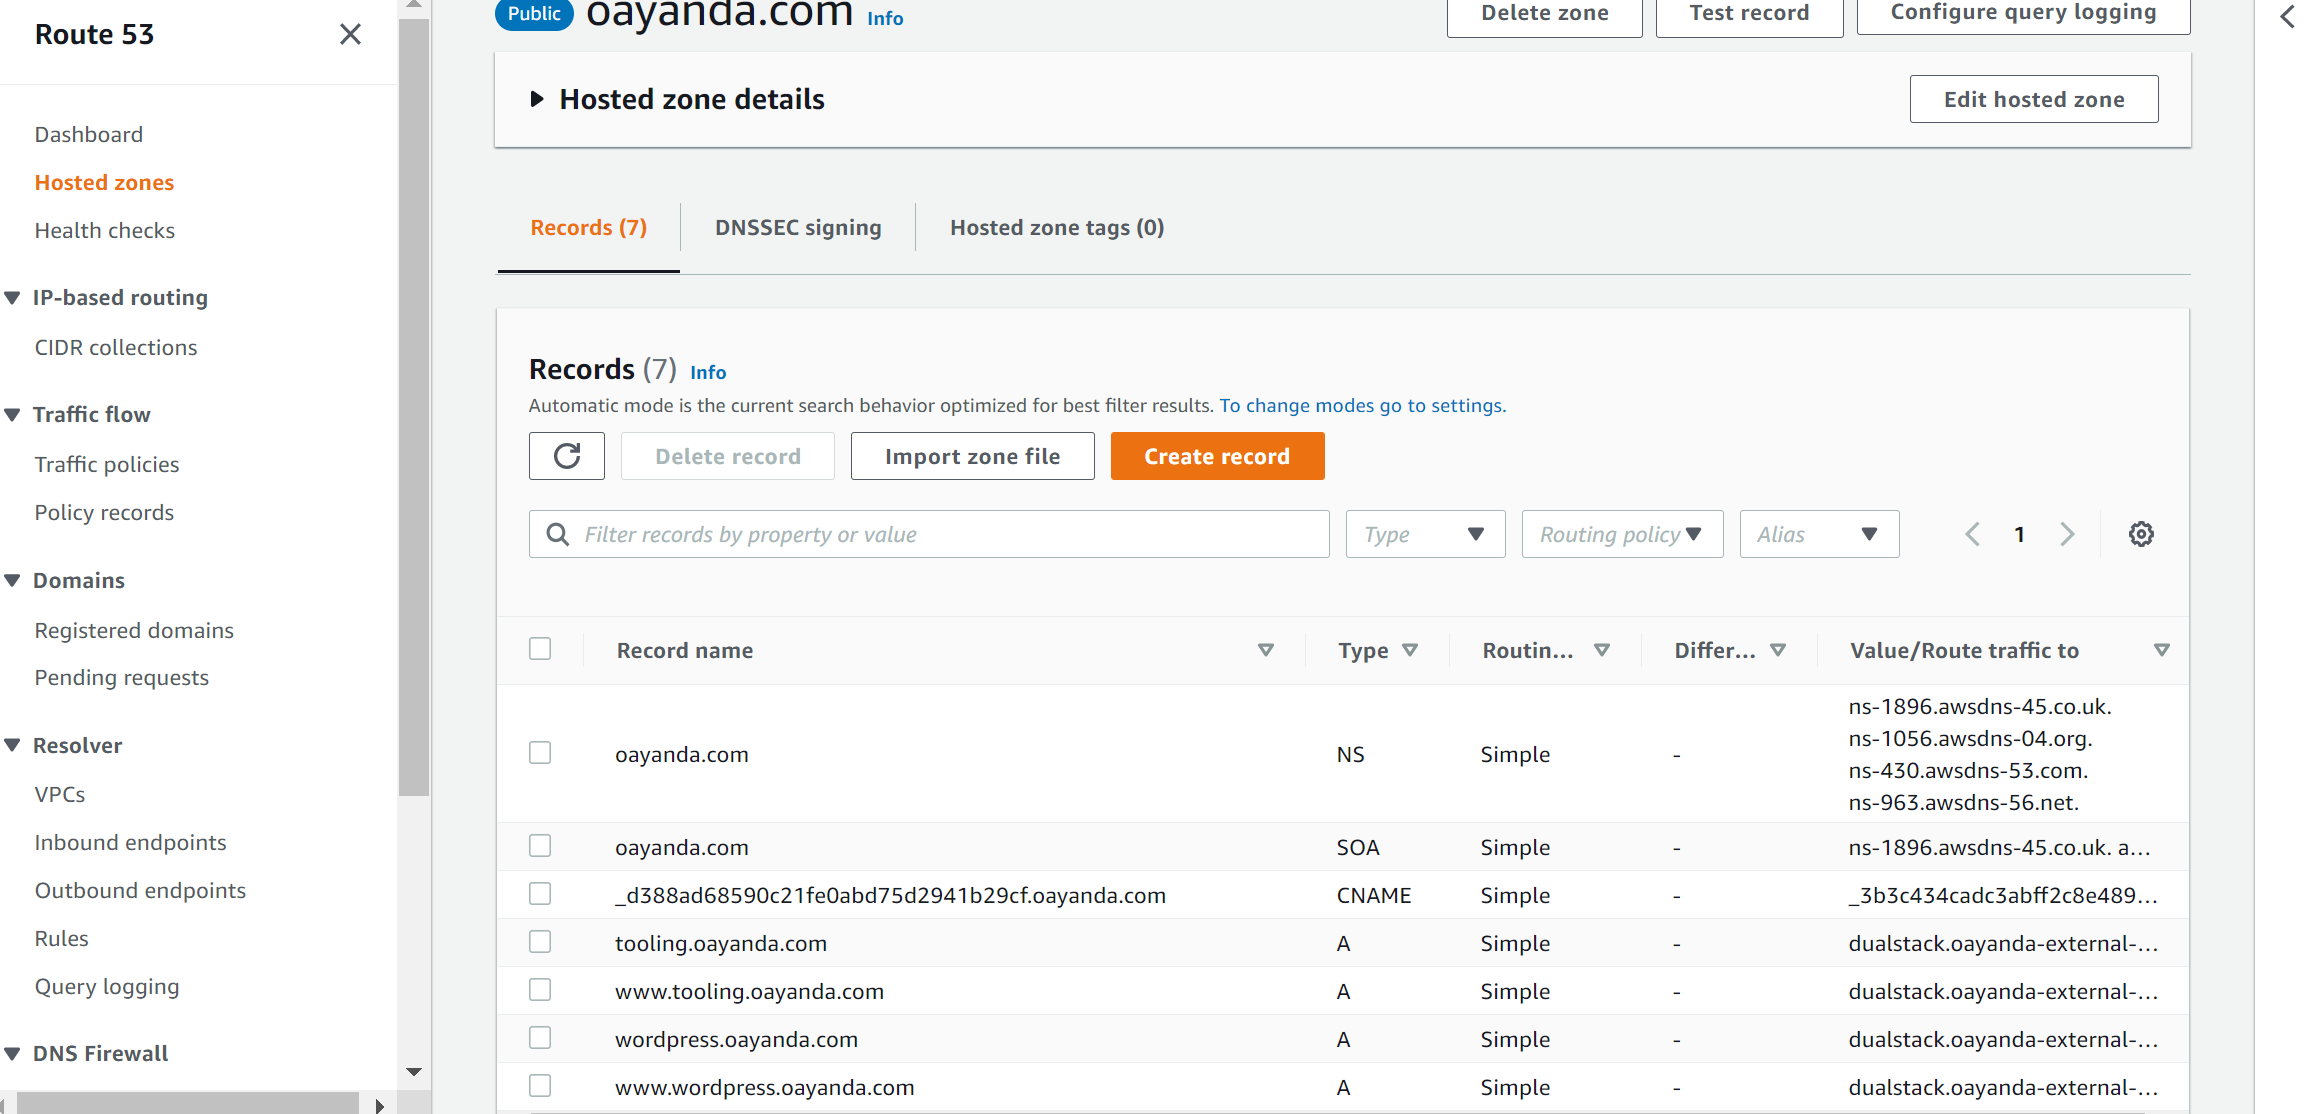 Route 53
Dashboard
Hosted zones
Health checks
IP-based routing
CIDR collections
Traffic flow
Traffic policies
Policy records
Domains
Registered domains
Pending requests
Resolver
VPCs
Inbound endpoints
Outbound endpoints
Rules
Query logging
DNS Firewall
Public oayanda.com Info
Delete zone Test record Configure query logging
Hosted zone details Edit hosted zone
Records (7) DNSSEC signing Hosted zone tags (0)
Records (7) Info
Automatic mode is the current search behavior optimized for best filter results. To change modes go to settings.
Delete record Import zone file Create record
Filter records by property or value Type Routing policy Alias 1
Record name Type Routin... Differ... Value/Route traffic to
ns-1896.awsdns-45.co.uk.
ns-1056.awsdns-04.org.
oayanda.com NS Simple -
ns-430.awsdns-53.com.
ns-963.awsdns-56.net.
oayanda.com SOA Simple - ns-1896.awsdns-45.co.uk. a...
_d388ad68590c21fe0abd75d2941b29cf.oayanda.com CNAME Simple - _3b3c434cadc3abff2c8e489...
tooling.oayanda.com A Simple - dualstack.oayanda-external-...
www.tooling.oayanda.com A Simple - dualstack.oayanda-external-...
wordpress.oayanda.com A Simple - dualstack.oayanda-external-...
www.wordpress.oayanda.com A Simple - dualstack.oayanda-external-...